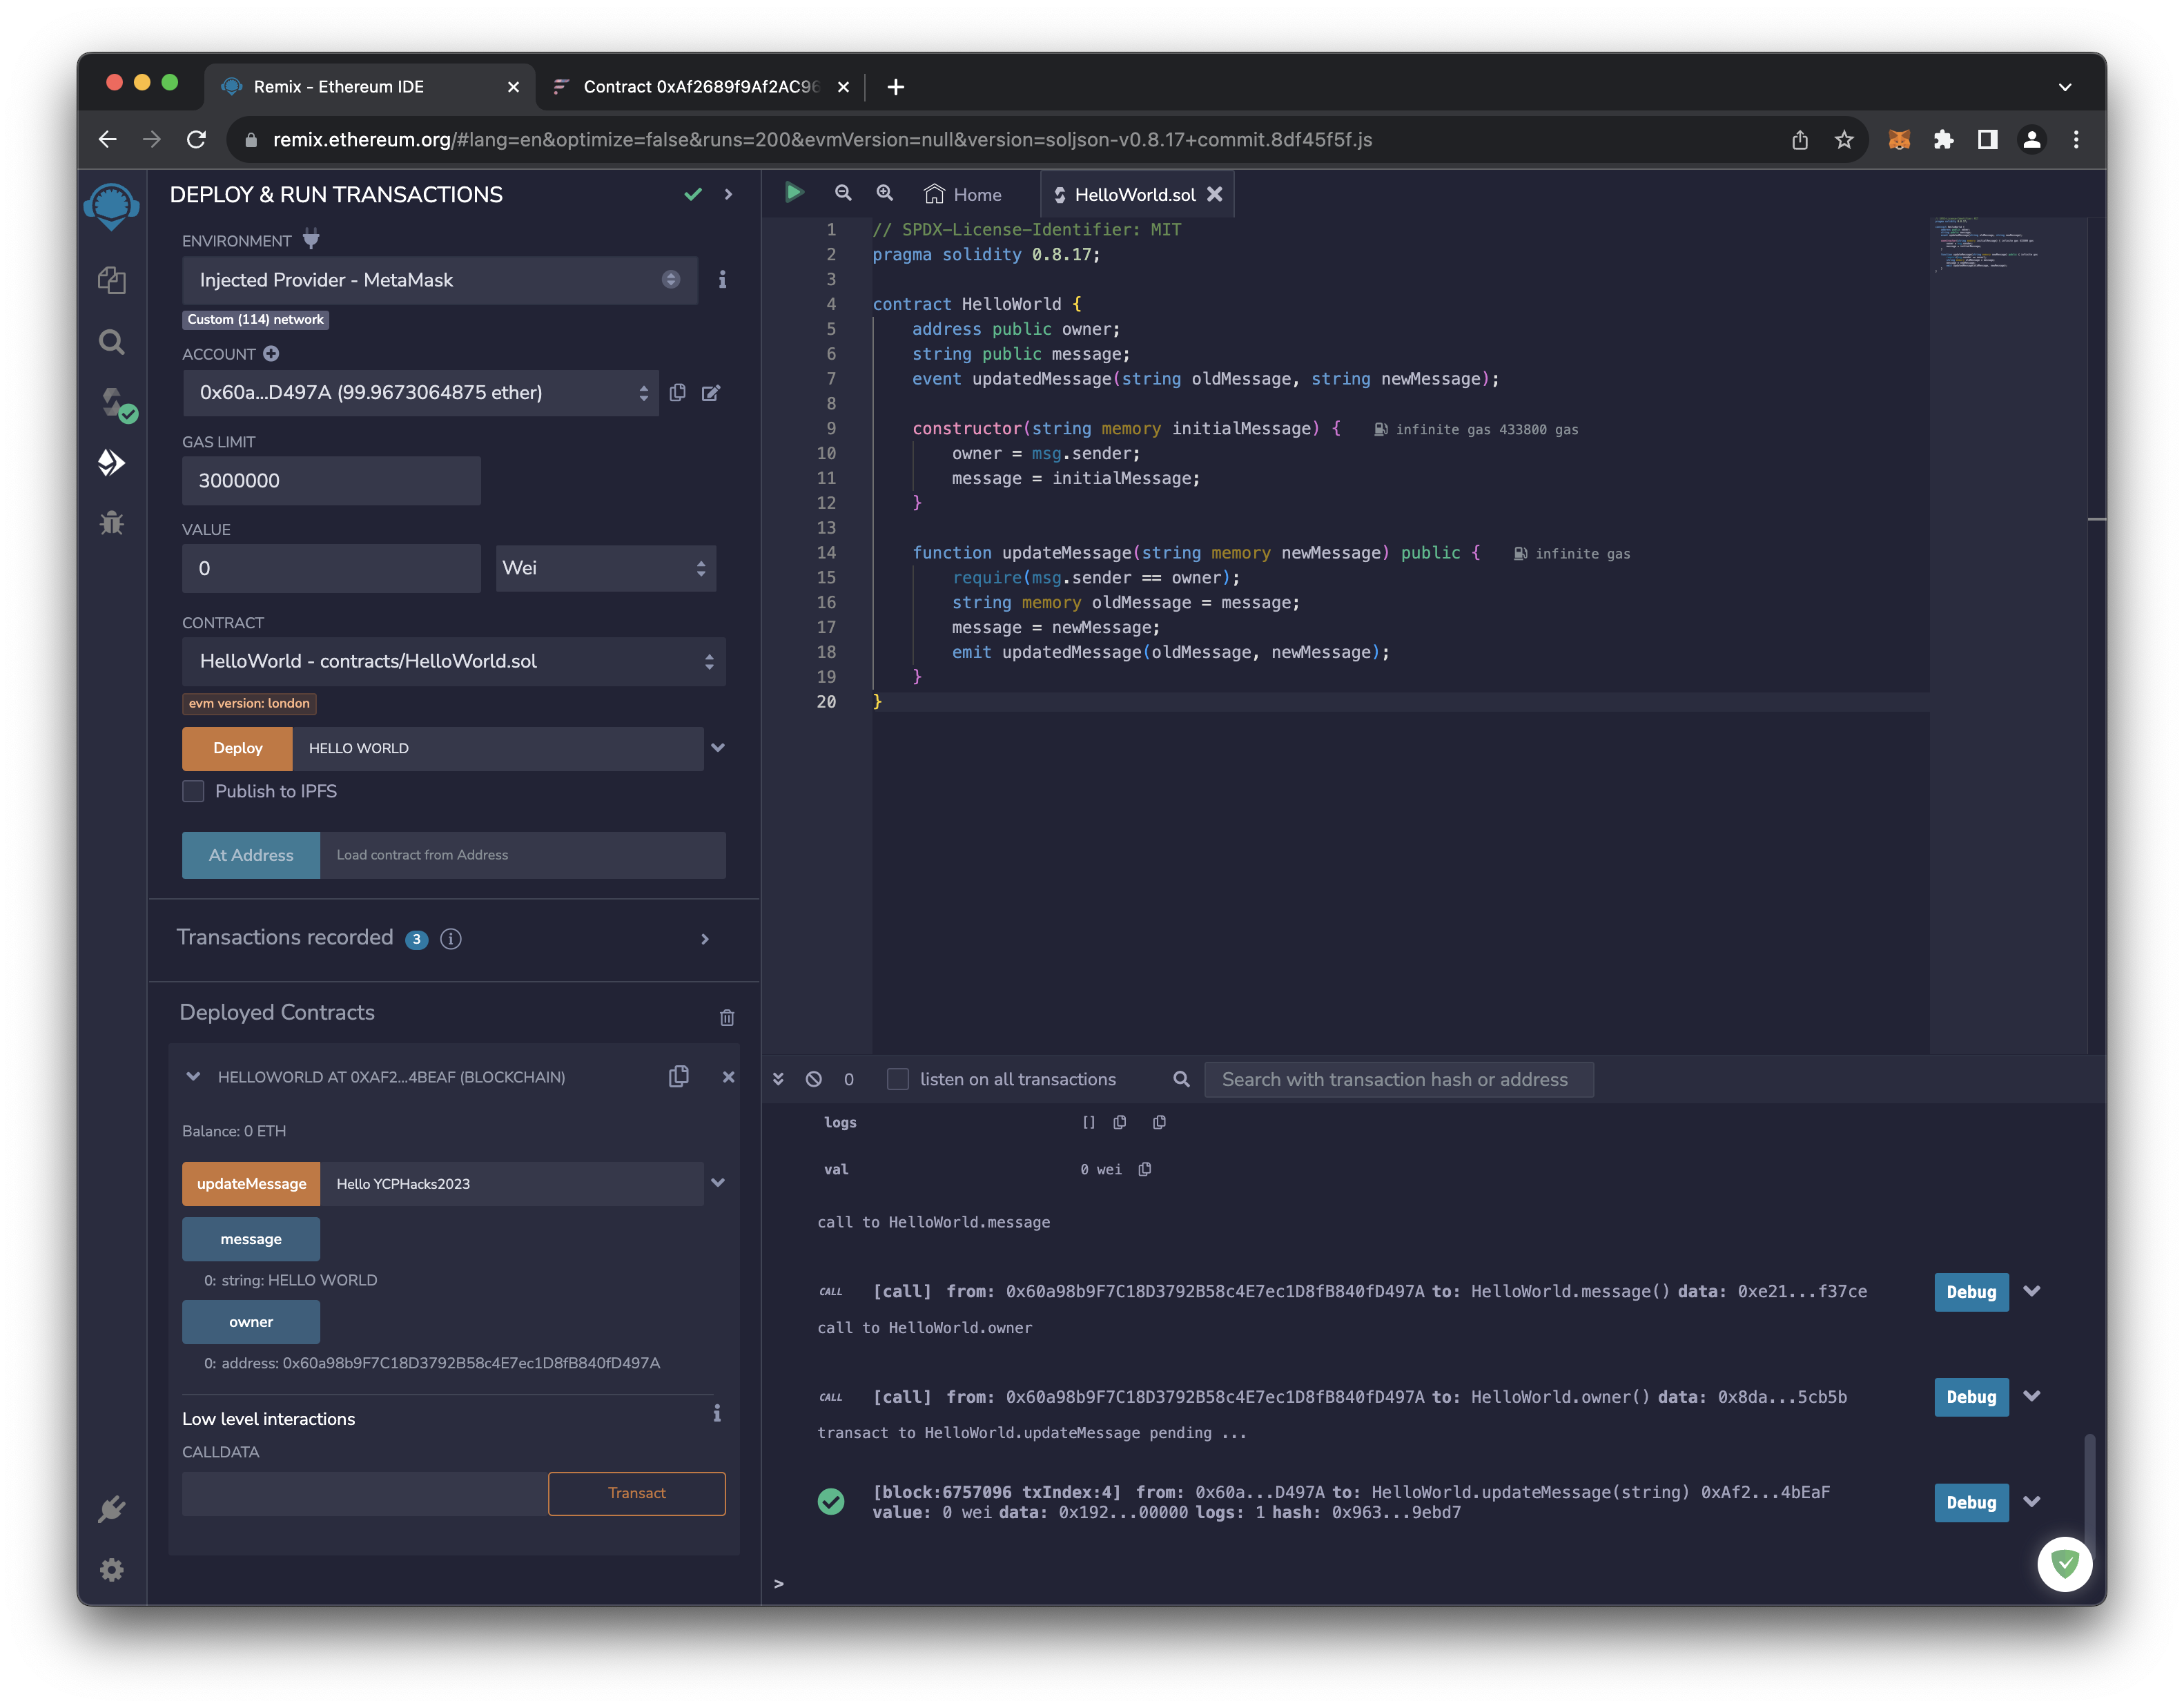 Remix - Ethereum IDE
Contract 0xAf2689f9Af2AC96
remix.ethereum.org/#lang=en&optimize=false&runs=200&evmVersion=null&version=soljson-v0.8.17+commit.8df45f5f.js
DEPLOY & RUN TRANSACTIONS
ENVIRONMENT
Injected Provider - MetaMask
Custom (114) network
ACCOUNT
0x60a...D497A (99.9673064875 ether)
GAS LIMIT
3000000
VALUE
0
Wei
CONTRACT
HelloWorld - contracts/HelloWorld.sol
evm version: london
Deploy
HELLO WORLD
Publish to IPFS
At Address
Load contract from Address
Transactions recorded 3
Deployed Contracts
HELLOWORLD AT 0XAF2...4BEAF (BLOCKCHAIN)
Balance: 0 ETH
updateMessage
Hello YCPHacks2023
message
0: string: HELLO WORLD
owner
0: address: 0x60a98b9F7C18D3792B58c4E7ec1D8fB840fD497A
Low level interactions
CALLDATA
Transact
Home
HelloWorld.sol
1 // SPDX-License-Identifier: MIT
2 pragma solidity 0.8.17;
3
4 contract HelloWorld {
5 address public owner;
6 string public message;
7 event updatedMessage(string oldMessage, string newMessage);
8
9 constructor(string memory initialMessage) { infinite gas 433800 gas
10 owner = msg.sender;
11 message = initialMessage;
12 }
13
14 function updateMessage(string memory newMessage) public { infinite gas
15 require(msg.sender == owner);
16 string memory oldMessage = message;
17 message = newMessage;
18 emit updatedMessage(oldMessage, newMessage);
19 }
20 }
0
listen on all transactions
Search with transaction hash or address
logs []
val 0 wei
call to HelloWorld.message
CALL [call] from: 0x60a98b9F7C18D3792B58c4E7ec1D8fB840fD497A to: HelloWorld.message() data: 0xe21...f37ce
Debug
call to HelloWorld.owner
CALL [call] from: 0x60a98b9F7C18D3792B58c4E7ec1D8fB840fD497A to: HelloWorld.owner() data: 0x8da...5cb5b
Debug
transact to HelloWorld.updateMessage pending ...
[block:6757096 txIndex:4] from: 0x60a...D497A to: HelloWorld.updateMessage(string) 0xAf2...4bEaF
value: 0 wei data: 0x192...00000 logs: 1 hash: 0x963...9ebd7
Debug
>